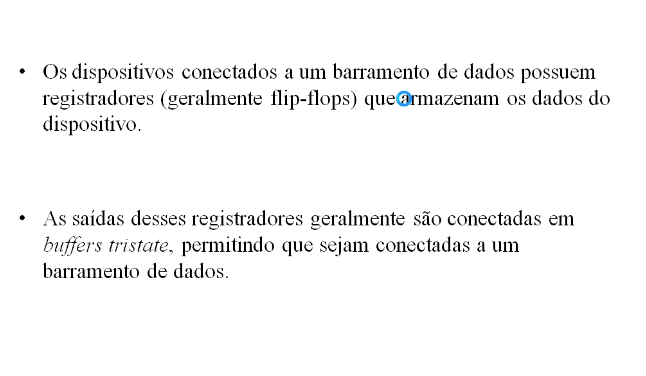 • Os dispositivos conectados a um barramento de dados possuem
registradores (geralmente flip-flops) que armazenam os dados do
dispositivo.
• As saídas desses registradores geralmente são conectadas em
buffers tristate, permitindo que sejam conectadas a um
barramento de dados.